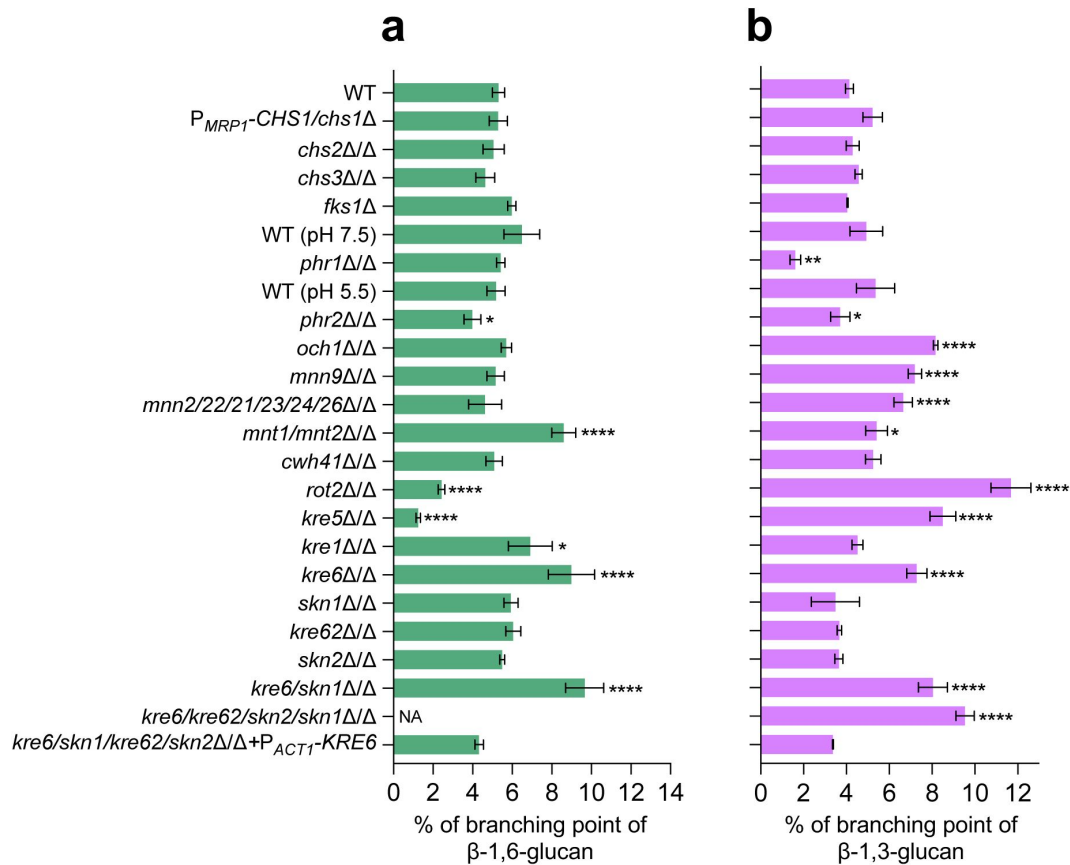 a b
WT
P_MRP1-CHS1/chs1Δ
chs2Δ/Δ
chs3Δ/Δ
fks1Δ
WT (pH 7.5)
phr1Δ/Δ **
WT (pH 5.5)
phr2Δ/Δ * *
och1Δ/Δ ****
mnn9Δ/Δ ****
mnn2/22/21/23/24/26Δ/Δ ****
mnt1/mnt2Δ/Δ **** *
cwh41Δ/Δ
rot2Δ/Δ **** ****
kre5Δ/Δ **** ****
kre1Δ/Δ *
kre6Δ/Δ **** ****
skn1Δ/Δ
kre62Δ/Δ
skn2Δ/Δ
kre6/skn1Δ/Δ **** ****
kre6/kre62/skn2/skn1Δ/Δ NA ****
kre6/skn1/kre62/skn2Δ/Δ+P_ACT1-KRE6
0 2 4 6 8 10 12 14 0 2 4 6 8 10 12
% of branching point of
β-1,6-glucan
% of branching point of
β-1,3-glucan